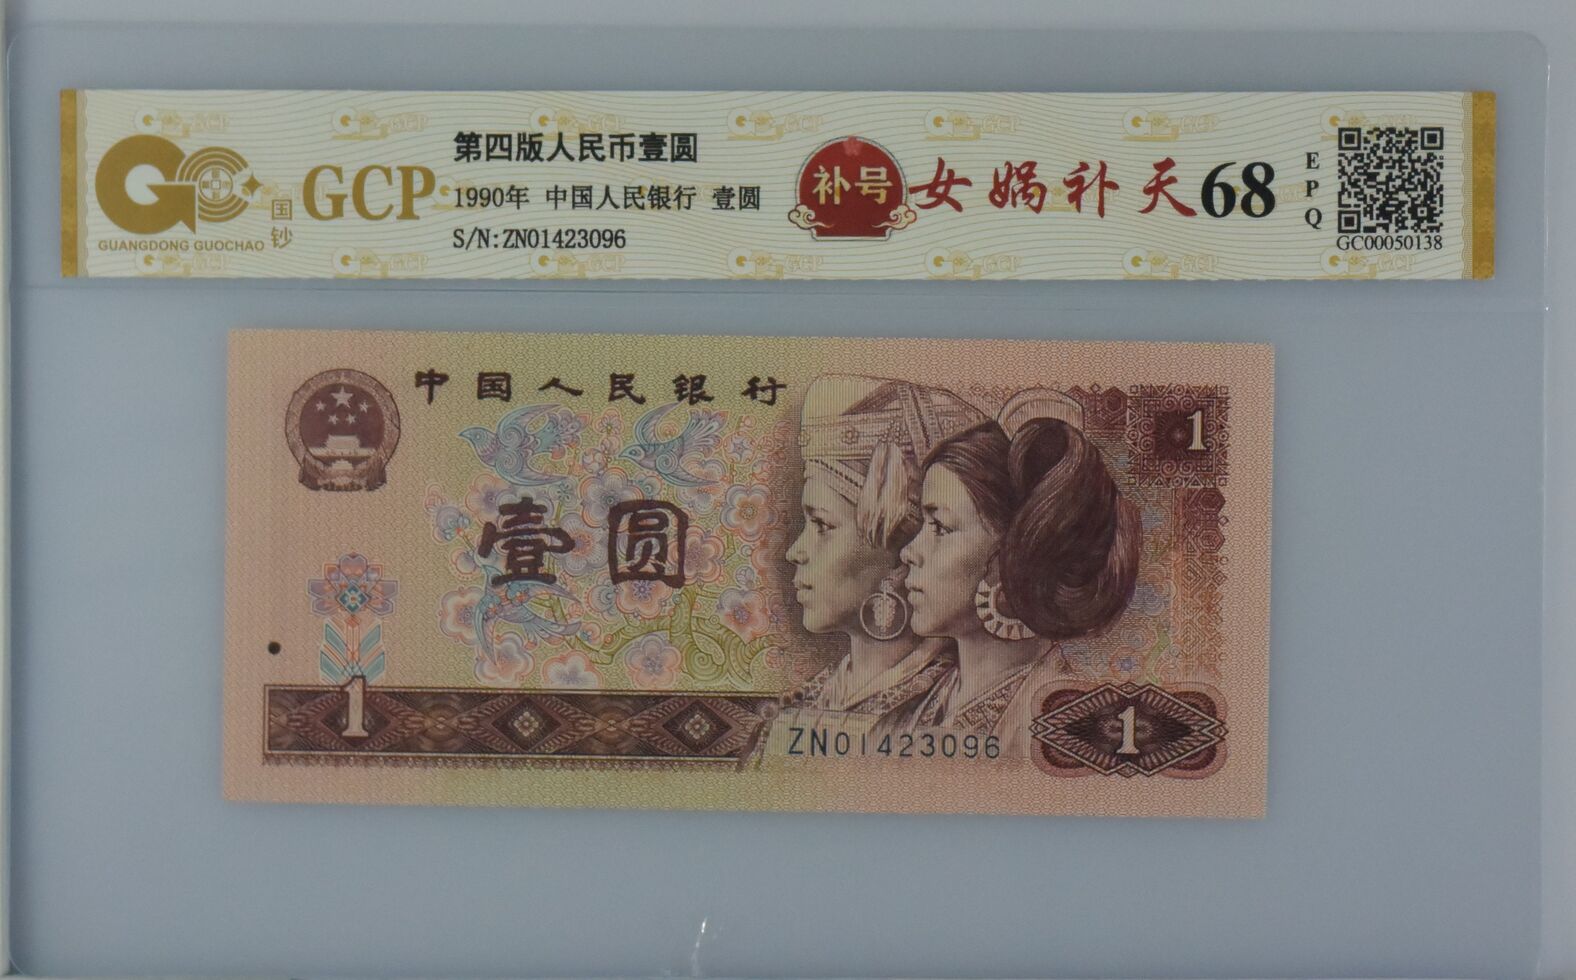 GUANGDONG GUOCHAO
国钞
GCP
第四版人民币壹圆
1990年 中国人民银行 壹圆
S/N:ZN01423096
补号
女娲补天
68
EPQ
GC00050138
中国人民银行
壹圆
1
1
ZN01423096
1